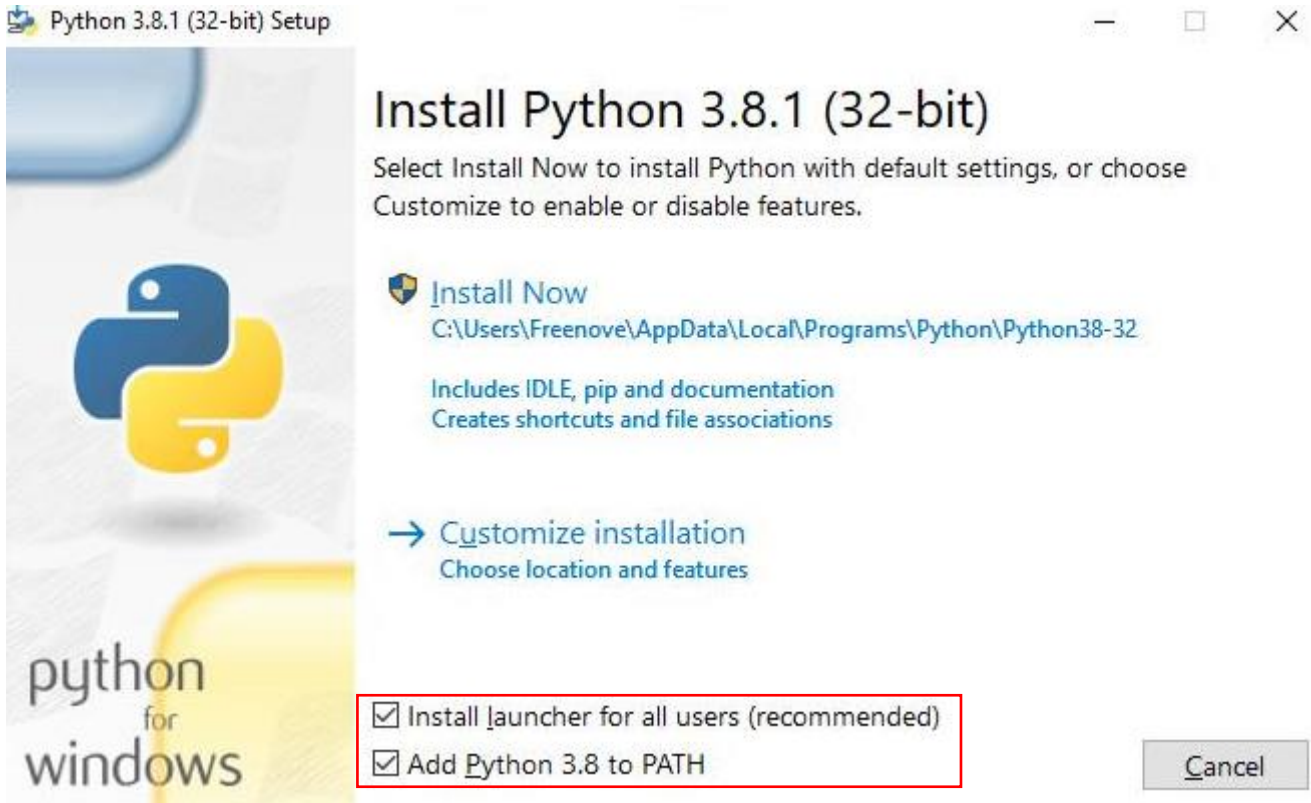 Python 3.8.1 (32-bit) Setup
Install Python 3.8.1 (32-bit)
Select Install Now to install Python with default settings, or choose
Customize to enable or disable features.
Install Now
C:\Users\Freenove\AppData\Local\Programs\Python\Python38-32
Includes IDLE, pip and documentation
Creates shortcuts and file associations
Customize installation
Choose location and features
python
for
windows
Install launcher for all users (recommended)
Add Python 3.8 to PATH
Cancel